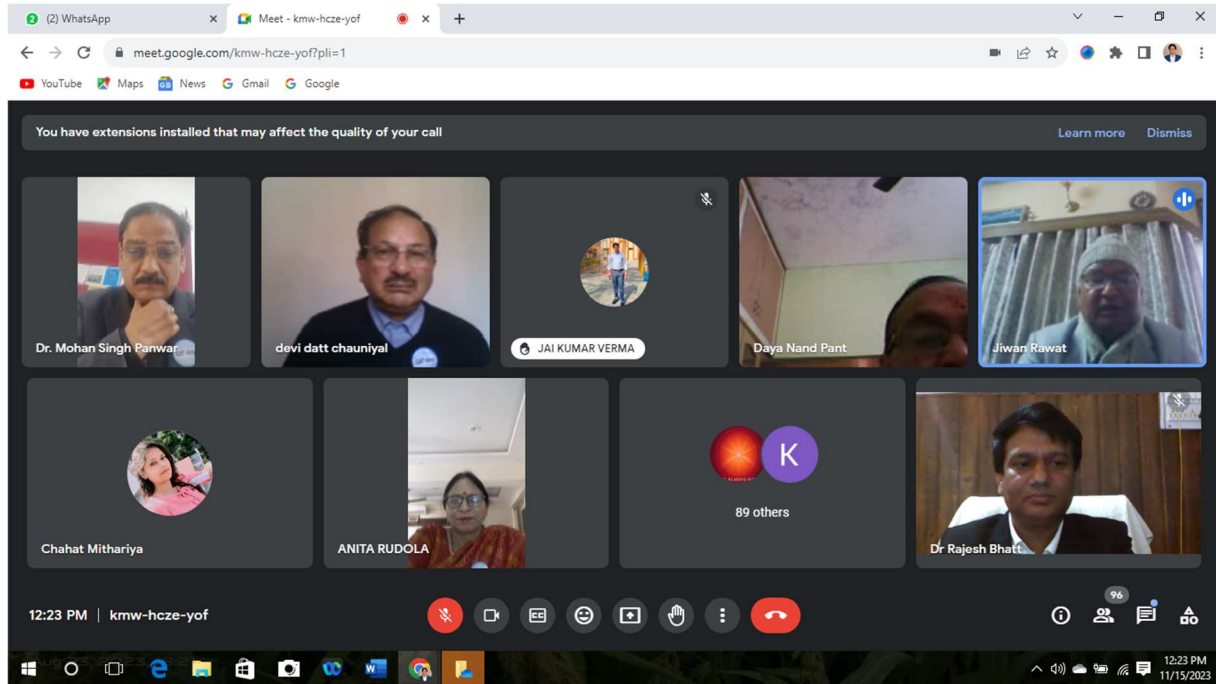 (2) WhatsApp
Meet - kmw-hcze-yof
meet.google.com/kmw-hcze-yof?pli=1
YouTube Maps News Gmail Google
You have extensions installed that may affect the quality of your call
Learn more Dismiss
Dr. Mohan Singh Panwar
devi datt chauniyal
JAI KUMAR VERMA
Daya Nand Pant
Jiwan Rawat
Chahat Mithariya
ANITA RUDOLA
K
89 others
Dr Rajesh Bhatt
12:23 PM | kmw-hcze-yof
96
12:23 PM
11/15/2023